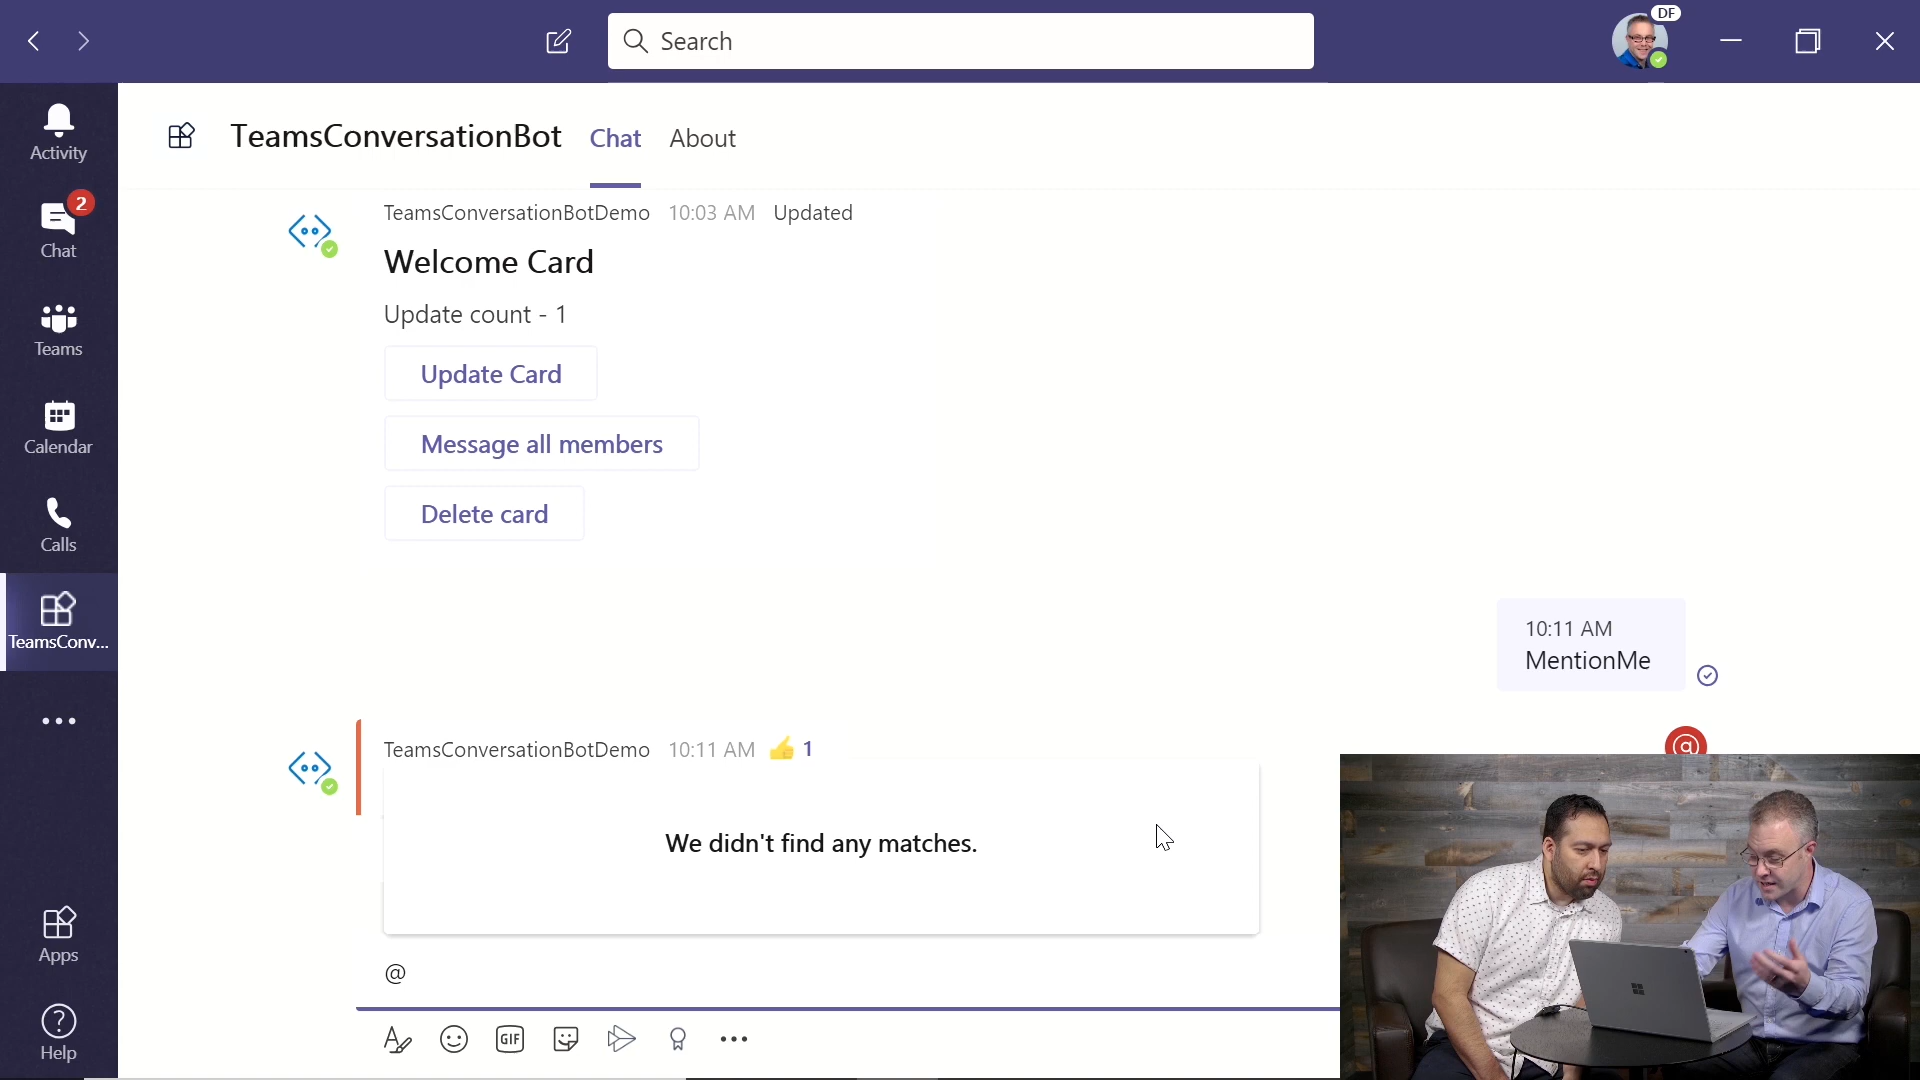 Search
DF
Activity
2
Chat
Teams
Calendar
Calls
TeamsConv...
Apps
Help
TeamsConversationBot
Chat
About
TeamsConversationBotDemo 10:03 AM Updated
Welcome Card
Update count - 1
Update Card
Message all members
Delete card
10:11 AM
MentionMe
TeamsConversationBotDemo 10:11 AM 👍 1
@
We didn't find any matches.
@
GIF